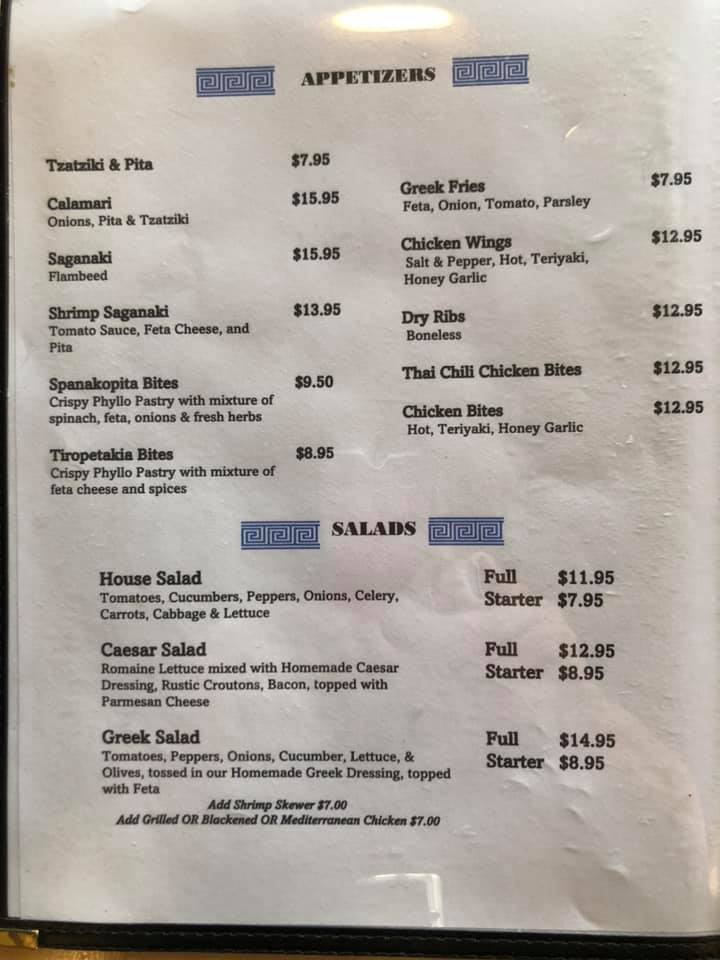 APPETIZERS
Tzatziki & Pita $7.95
Calamari $15.95
Onions, Pita & Tzatziki
Saganaki $15.95
Flambeed
Shrimp Saganaki $13.95
Tomato Sauce, Feta Cheese, and
Pita
Spanakopita Bites $9.50
Crispy Phyllo Pastry with mixture of
spinach, feta, onions & fresh herbs
Tiropetakia Bites $8.95
Crispy Phyllo Pastry with mixture of
feta cheese and spices
Greek Fries $7.95
Feta, Onion, Tomato, Parsley
Chicken Wings $12.95
Salt & Pepper, Hot, Teriyaki,
Honey Garlic
Dry Ribs $12.95
Boneless
Thai Chili Chicken Bites $12.95
Chicken Bites $12.95
Hot, Teriyaki, Honey Garlic
SALADS
House Salad Full $11.95
Tomatoes, Cucumbers, Peppers, Onions, Celery, Starter $7.95
Carrots, Cabbage & Lettuce
Caesar Salad Full $12.95
Romaine Lettuce mixed with Homemade Caesar Starter $8.95
Dressing, Rustic Croutons, Bacon, topped with
Parmesan Cheese
Greek Salad Full $14.95
Tomatoes, Peppers, Onions, Cucumber, Lettuce, & Starter $8.95
Olives, tossed in our Homemade Greek Dressing, topped
with Feta
Add Shrimp Skewer $7.00
Add Grilled OR Blackened OR Mediterranean Chicken $7.00